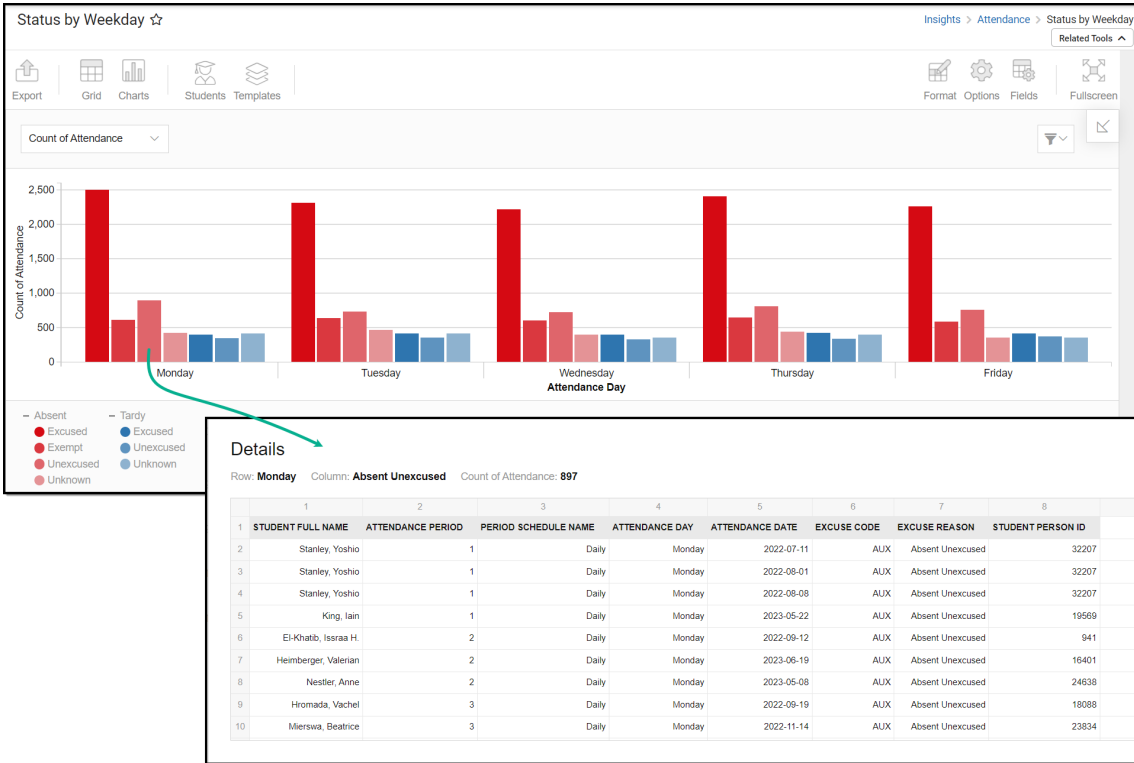 Status by Weekday
Insights > Attendance > Status by Weekday
Related Tools
Export Grid Charts Students Templates Format Options Fields Fullscreen
Count of Attendance
2,500
2,000
1,500
1,000
500
0
Count of Attendance
Monday Tuesday Wednesday Thursday Friday
Attendance Day
– Absent – Tardy
Excused Excused
Exempt Unexcused
Unexcused Unknown
Unknown
Details
Row: Monday Column: Absent Unexcused Count of Attendance: 897
1 2 3 4 5 6 7 8
1 STUDENT FULL NAME ATTENDANCE PERIOD PERIOD SCHEDULE NAME ATTENDANCE DAY ATTENDANCE DATE EXCUSE CODE EXCUSE REASON STUDENT PERSON ID
2 Stanley, Yoshio 1 Daily Monday 2022-07-11 AUX Absent Unexcused 32207
3 Stanley, Yoshio 1 Daily Monday 2022-08-01 AUX Absent Unexcused 32207
4 Stanley, Yoshio 1 Daily Monday 2022-08-08 AUX Absent Unexcused 32207
5 King, Iain 1 Daily Monday 2023-05-22 AUX Absent Unexcused 19569
6 El-Khatib, Issraa H. 2 Daily Monday 2022-09-12 AUX Absent Unexcused 941
7 Heimberger, Valerian 2 Daily Monday 2023-06-19 AUX Absent Unexcused 16401
8 Nestler, Anne 2 Daily Monday 2023-05-08 AUX Absent Unexcused 24638
9 Hromada, Vachel 3 Daily Monday 2022-09-19 AUX Absent Unexcused 18088
10 Mierswa, Beatrice 3 Daily Monday 2022-11-14 AUX Absent Unexcused 23834